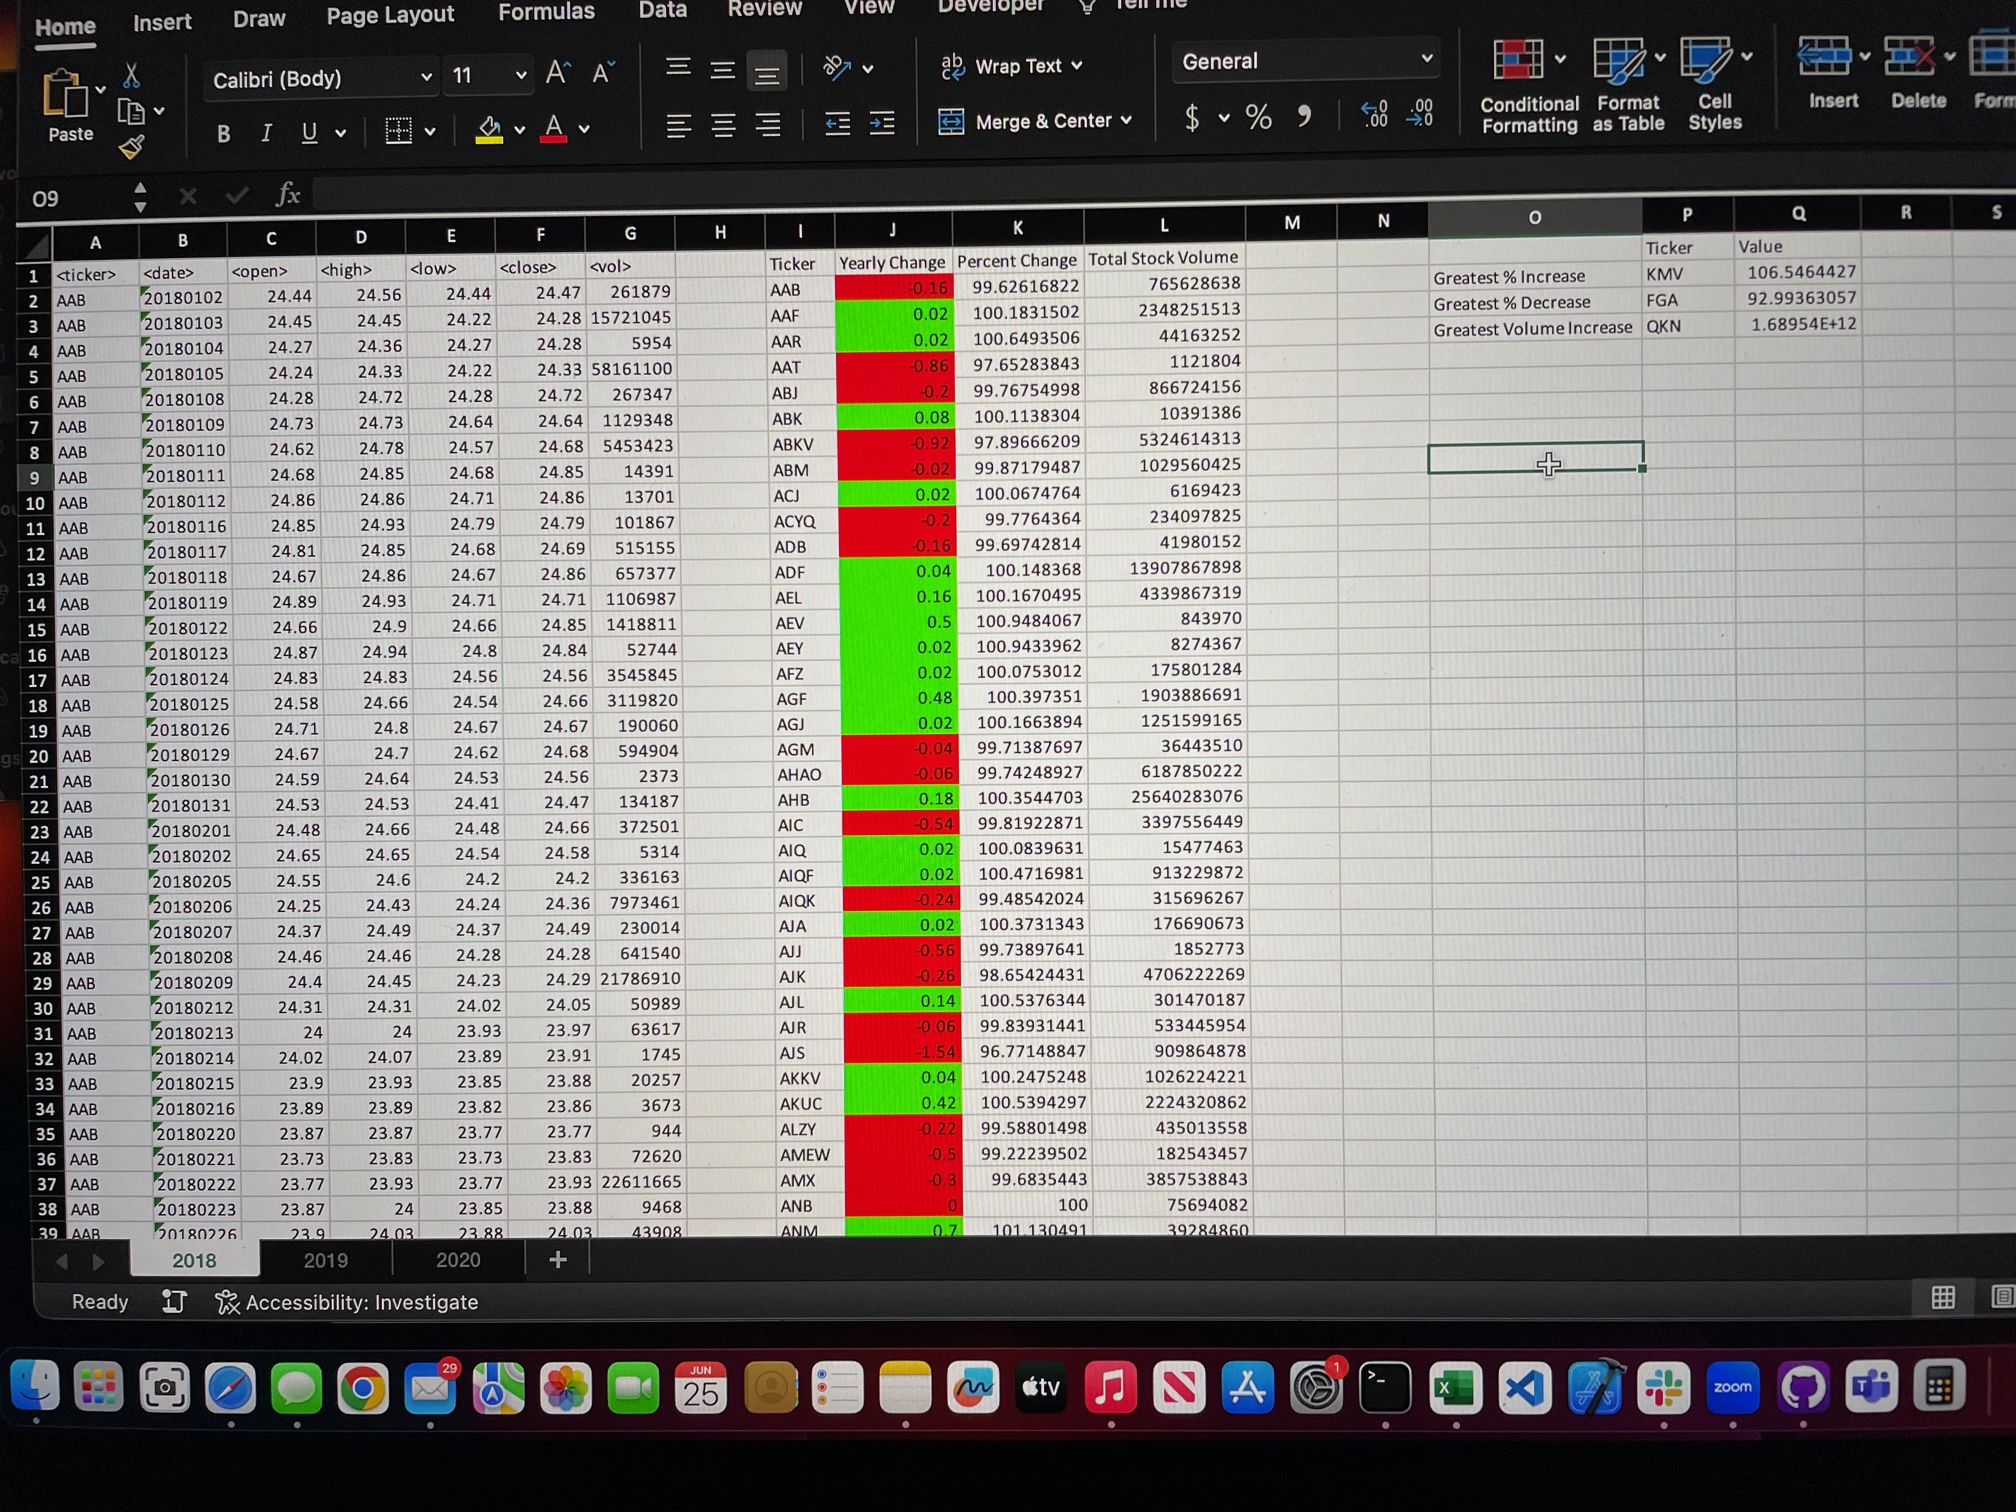 Home Insert Draw Page Layout Formulas Data Review View Developer Tell me
Calibri (Body) 11 Wrap Text General
Paste B I U Merge & Center $ % Conditional Formatting Format as Table Cell Styles Insert Delete Form
O9 fx
A B C D E F G H I J K L M N O P Q R S
1 <ticker> <date> <open> <high> <low> <close> <vol> Ticker Yearly Change Percent Change Total Stock Volume Ticker Value
2 AAB 20180102 24.44 24.56 24.44 24.47 261879 AAB -0.16 99.62616822 765628638 Greatest % Increase KMV 106.5464427
3 AAB 20180103 24.45 24.45 24.22 24.28 15721045 AAF 0.02 100.1831502 2348251513 Greatest % Decrease FGA 92.99363057
4 AAB 20180104 24.27 24.36 24.27 24.28 5954 AAR 0.02 100.6493506 44163252 Greatest Volume Increase QKN 1.68954E+12
5 AAB 20180105 24.24 24.33 24.22 24.33 58161100 AAT -0.86 97.65283843 1121804
6 AAB 20180108 24.28 24.72 24.28 24.72 267347 ABJ -0.2 99.76754998 866724156
7 AAB 20180109 24.73 24.73 24.64 24.64 1129348 ABK 0.08 100.1138304 10391386
8 AAB 20180110 24.62 24.78 24.57 24.68 5453423 ABKV -0.92 97.89666209 5324614313
9 AAB 20180111 24.68 24.85 24.68 24.85 14391 ABM -0.02 99.87179487 1029560425
10 AAB 20180112 24.86 24.86 24.71 24.86 13701 ACJ 0.02 100.0674764 6169423
11 AAB 20180116 24.85 24.93 24.79 24.79 101867 ACYQ -0.2 99.7764364 234097825
12 AAB 20180117 24.81 24.85 24.68 24.69 515155 ADB -0.16 99.69742814 41980152
13 AAB 20180118 24.67 24.86 24.67 24.86 657377 ADF 0.04 100.148368 13907867898
14 AAB 20180119 24.89 24.93 24.71 24.71 1106987 AEL 0.16 100.1670495 4339867319
15 AAB 20180122 24.66 24.9 24.66 24.85 1418811 AEV 0.5 100.9484067 843970
16 AAB 20180123 24.87 24.94 24.8 24.84 52744 AEY 0.02 100.9433962 8274367
17 AAB 20180124 24.83 24.83 24.56 24.56 3545845 AFZ 0.02 100.0753012 175801284
18 AAB 20180125 24.58 24.66 24.54 24.66 3119820 AGF 0.48 100.397351 1903886691
19 AAB 20180126 24.71 24.8 24.67 24.67 190060 AGJ 0.02 100.1663894 1251599165
20 AAB 20180129 24.67 24.7 24.62 24.68 594904 AGM -0.04 99.71387697 36443510
21 AAB 20180130 24.59 24.64 24.53 24.56 2373 AHAO -0.06 99.74248927 6187850222
22 AAB 20180131 24.53 24.53 24.41 24.47 134187 AHB 0.18 100.3544703 25640283076
23 AAB 20180201 24.48 24.66 24.48 24.66 372501 AIC -0.54 99.81922871 3397556449
24 AAB 20180202 24.65 24.65 24.54 24.58 5314 AIQ 0.02 100.0839631 15477463
25 AAB 20180205 24.55 24.6 24.2 24.2 336163 AIQF 0.02 100.4716981 913229872
26 AAB 20180206 24.25 24.43 24.24 24.36 7973461 AIQK -0.24 99.48542024 315696267
27 AAB 20180207 24.37 24.49 24.37 24.49 230014 AJA 0.02 100.3731343 176690673
28 AAB 20180208 24.46 24.46 24.28 24.28 641540 AJJ -0.56 99.73897641 1852773
29 AAB 20180209 24.4 24.45 24.23 24.29 21786910 AJK -0.26 98.65424431 4706222269
30 AAB 20180212 24.31 24.31 24.02 24.05 50989 AJL 0.14 100.5376344 301470187
31 AAB 20180213 24 24 23.93 23.97 63617 AJR -0.06 99.83931441 533445954
32 AAB 20180214 24.02 24.07 23.89 23.91 1745 AJS -1.54 96.77148847 909864878
33 AAB 20180215 23.9 23.93 23.85 23.88 20257 AKKV 0.04 100.2475248 1026224221
34 AAB 20180216 23.89 23.89 23.82 23.86 3673 AKUC 0.42 100.5394297 2224320862
35 AAB 20180220 23.87 23.87 23.77 23.77 944 ALZY -0.22 99.58801498 435013558
36 AAB 20180221 23.73 23.83 23.73 23.83 72620 AMEW -0.5 99.22239502 182543457
37 AAB 20180222 23.77 23.93 23.77 23.93 22611665 AMX -0.3 99.6835443 3857538843
38 AAB 20180223 23.87 24 23.85 23.88 9468 ANB 0 100 75694082
39 AAB 20180226 23.9 24.03 23.88 24.03 43908 ANM 0.7 101.130491 39284860
2018 2019 2020 +
Ready Accessibility: Investigate
29 JUN 25 tv 1 zoom